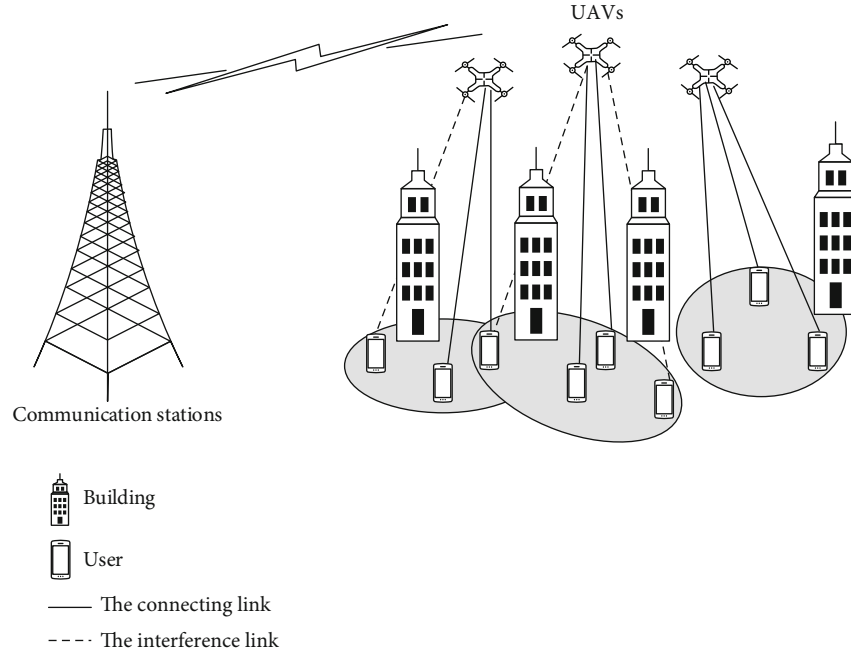 UAVs
Communication stations
Building
User
The connecting link
The interference link